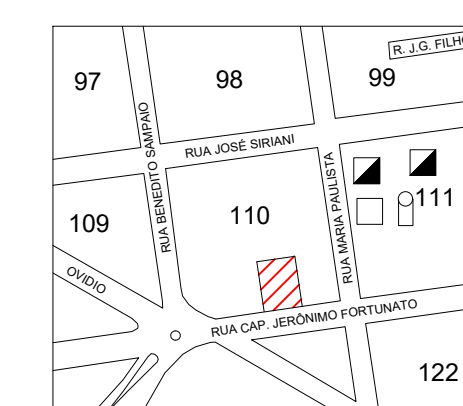 R. J.G. FILH
97
98
99
RUA JOSÉ SIRIANI
RUA BENEDITO SAMPAIO
RUA MARIA PAULISTA
109
110
111
OVIDIO
RUA CAP. JERÔNIMO FORTUNATO
122